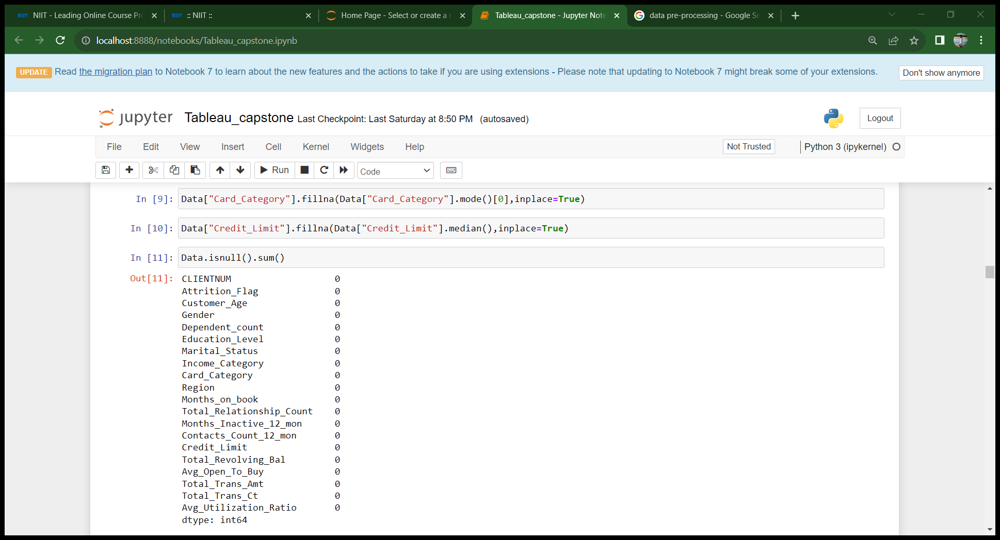 NIIT NIIT - Leading Online Course Pro
NIIT :: NIIT ::
Home Page - Select or create a n
Tableau_capstone - Jupyter Note
data pre-processing - Google Se
localhost:8888/notebooks/Tableau_capstone.ipynb
UPDATE Read the migration plan to Notebook 7 to learn about the new features and the actions to take if you are using extensions - Please note that updating to Notebook 7 might break some of your extensions.
Don't show anymore
jupyter Tableau_capstone Last Checkpoint: Last Saturday at 8:50 PM (autosaved)
Logout
File Edit View Insert Cell Kernel Widgets Help
Not Trusted
Python 3 (ipykernel)
Run
Code
In [9]: Data["Card_Category"].fillna(Data["Card_Category"].mode()[0],inplace=True)
In [10]: Data["Credit_Limit"].fillna(Data["Credit_Limit"].median(),inplace=True)
In [11]: Data.isnull().sum()
Out[11]: CLIENTNUM 0
Attrition_Flag 0
Customer_Age 0
Gender 0
Dependent_count 0
Education_Level 0
Marital_Status 0
Income_Category 0
Card_Category 0
Region 0
Months_on_book 0
Total_Relationship_Count 0
Months_Inactive_12_mon 0
Contacts_Count_12_mon 0
Credit_Limit 0
Total_Revolving_Bal 0
Avg_Open_To_Buy 0
Total_Trans_Amt 0
Total_Trans_Ct 0
Avg_Utilization_Ratio 0
dtype: int64